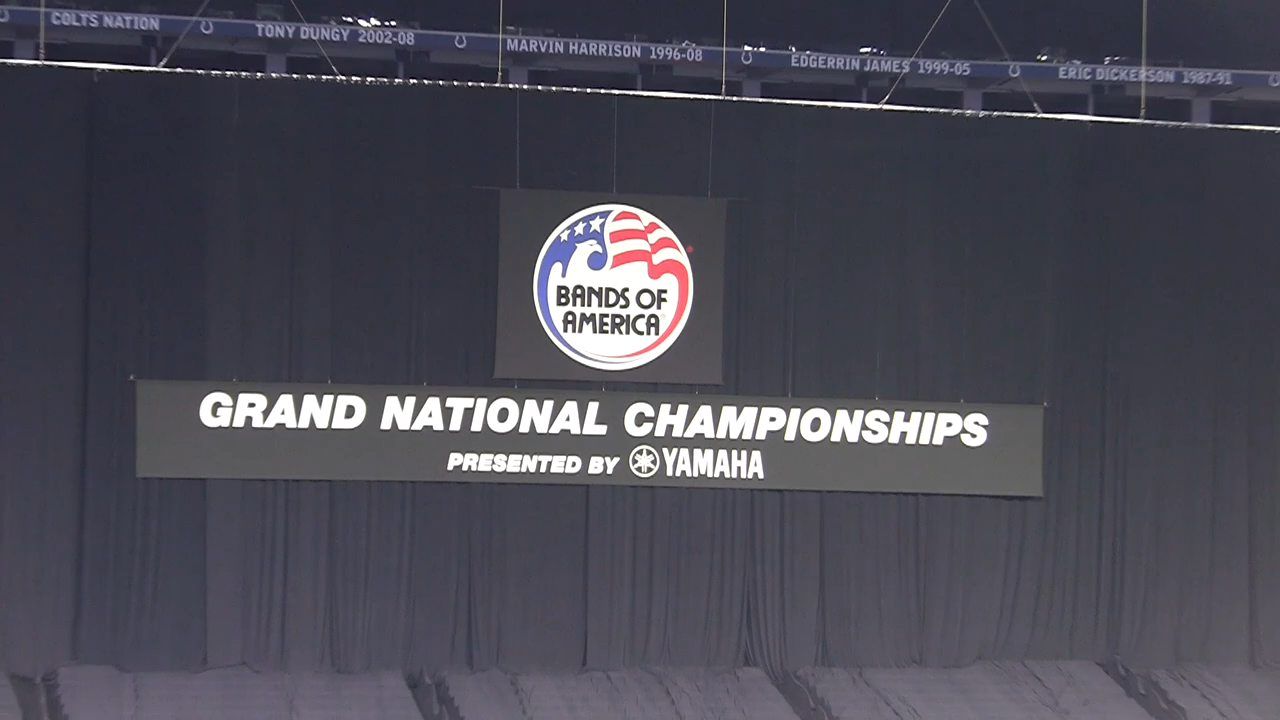 COLTS NATION TONY DUNGY 2002-08 MARVIN HARRISON 1996-08 EDGERRIN JAMES 1999-05 ERIC DICKERSON 1987-91
BANDS OF
AMERICA
GRAND NATIONAL CHAMPIONSHIPS
PRESENTED BY YAMAHA